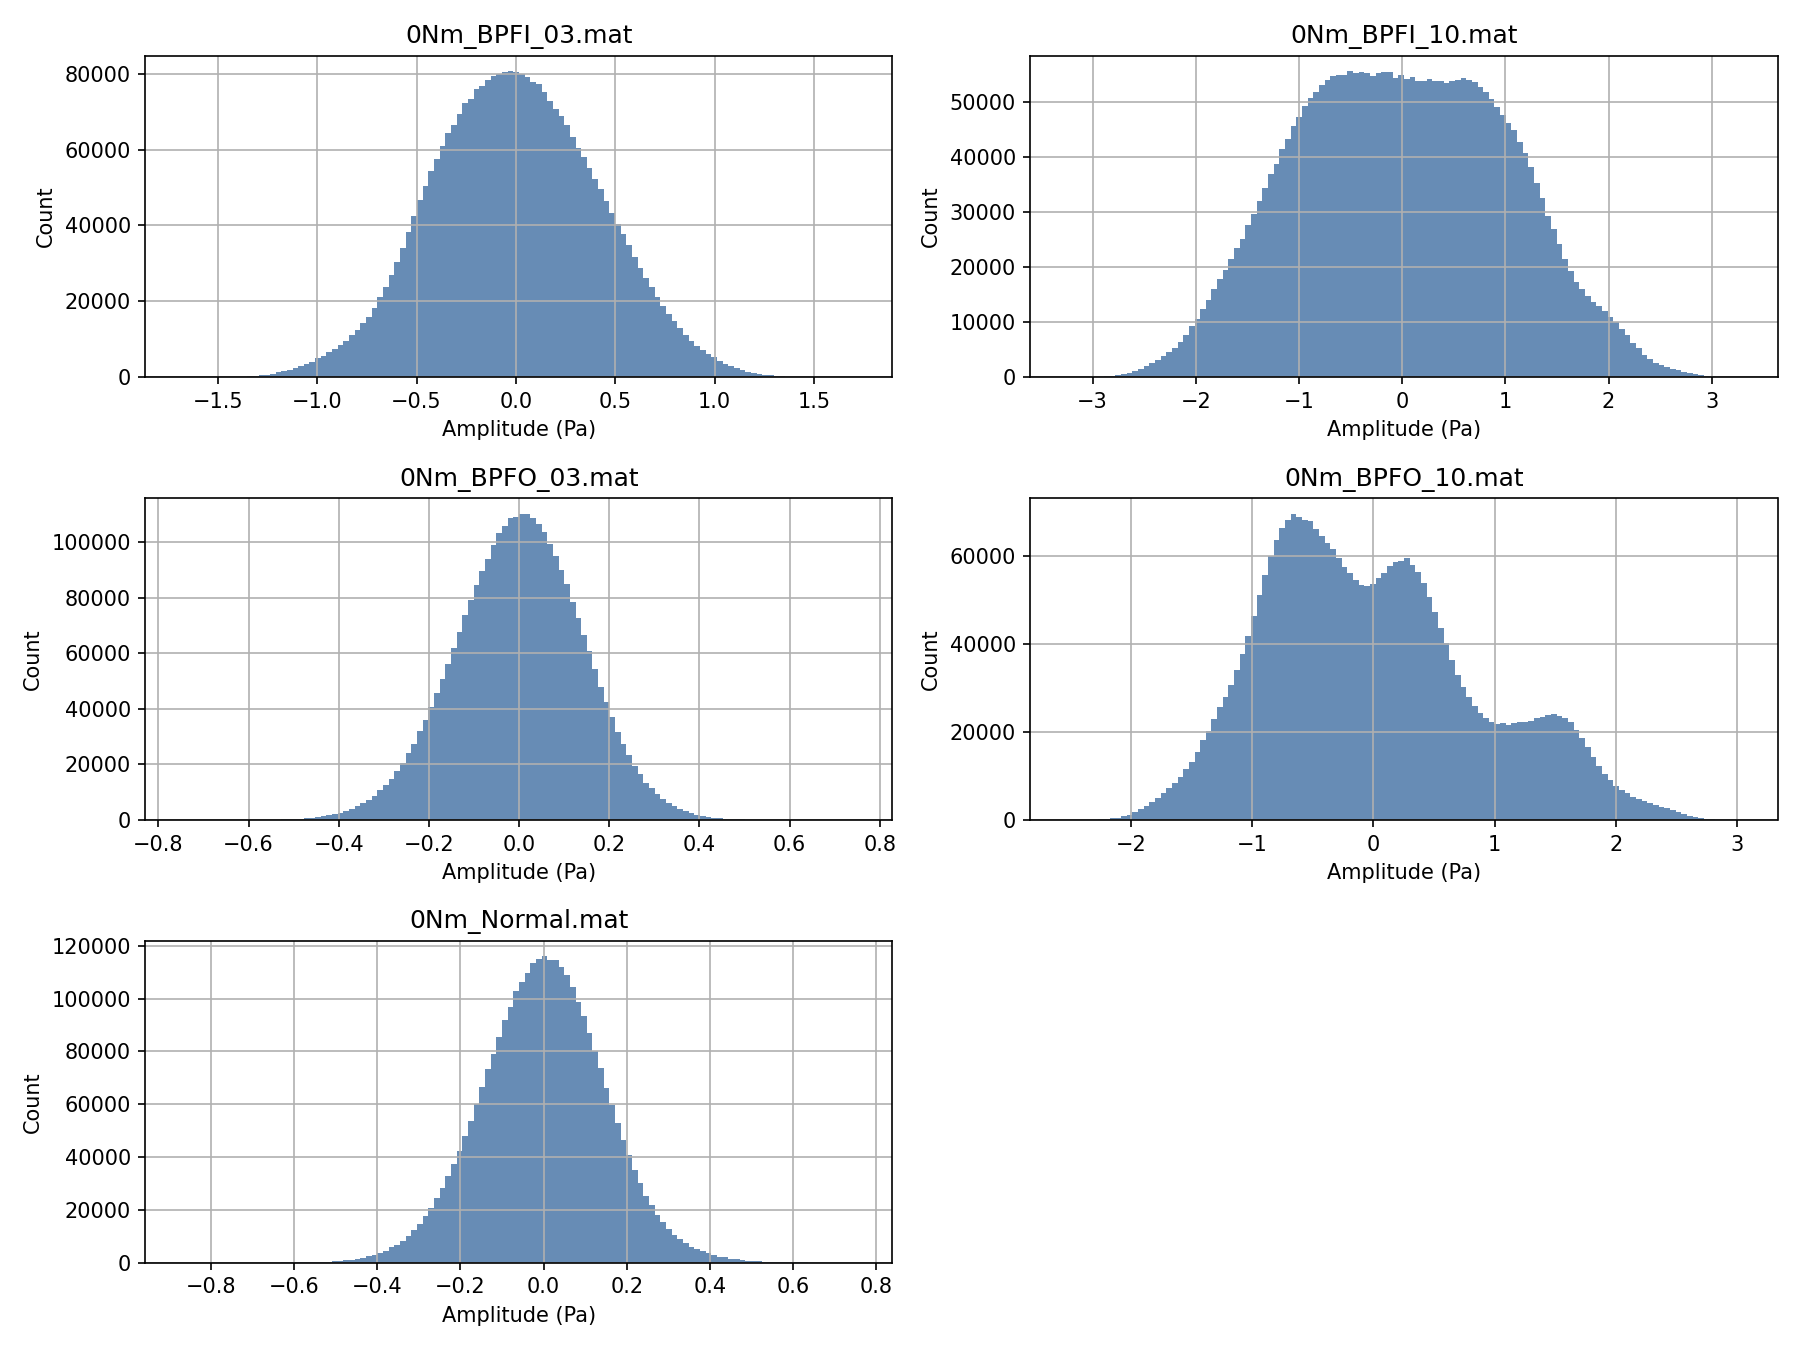 0Nm_BPFI_03.mat
80000
60000
40000
20000
0
Count
−1.5 −1.0 −0.5 0.0 0.5 1.0 1.5
Amplitude (Pa)
0Nm_BPFI_10.mat
50000
40000
30000
20000
10000
0
Count
−3 −2 −1 0 1 2 3
Amplitude (Pa)
0Nm_BPFO_03.mat
100000
80000
60000
40000
20000
0
Count
−0.8 −0.6 −0.4 −0.2 0.0 0.2 0.4 0.6 0.8
Amplitude (Pa)
0Nm_BPFO_10.mat
60000
40000
20000
0
Count
−2 −1 0 1 2 3
Amplitude (Pa)
0Nm_Normal.mat
120000
100000
80000
60000
40000
20000
0
Count
−0.8 −0.6 −0.4 −0.2 0.0 0.2 0.4 0.6 0.8
Amplitude (Pa)